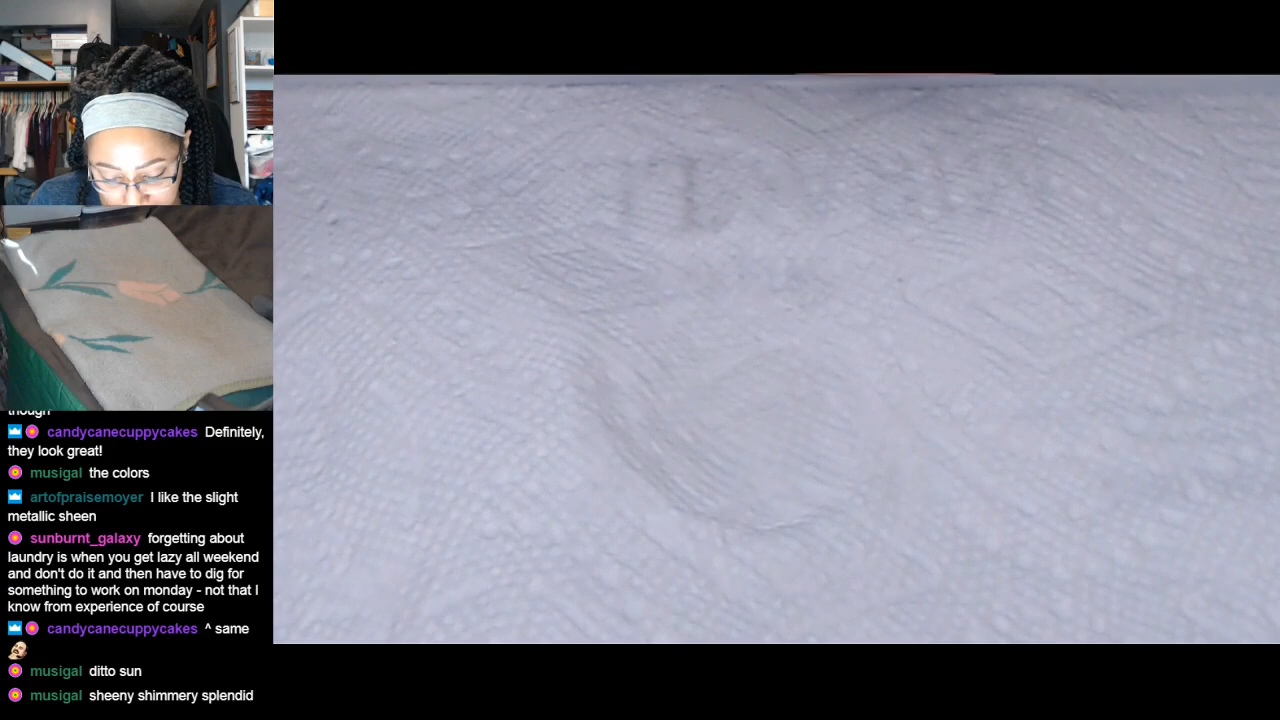 though
candycanecuppycakes Definitely,
they look great!
musigal the colors
artofpraisemoyer I like the slight
metallic sheen
sunburnt_galaxy forgetting about
laundry is when you get lazy all weekend
and don't do it and then have to dig for
something to work on monday - not that I
know from experience of course
candycanecuppycakes ^ same
musigal ditto sun
musigal sheeny shimmery splendid